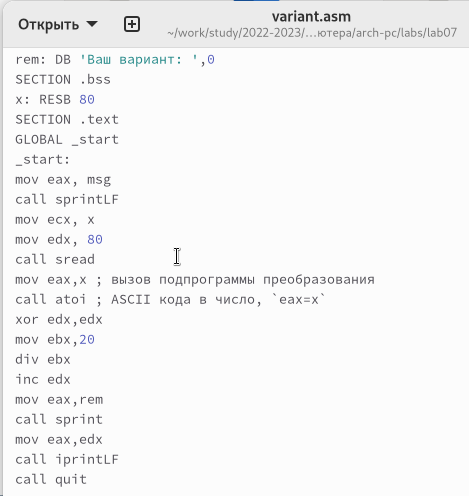 Открыть
variant.asm
~/work/study/2022-2023/…ютера/arch-pc/labs/lab07
rem: DB 'Ваш вариант: ',0
SECTION .bss
x: RESB 80
SECTION .text
GLOBAL _start
_start:
mov eax, msg
call sprintLF
mov ecx, x
mov edx, 80
call sread
mov eax,x ; вызов подпрограммы преобразования
call atoi ; ASCII кода в число, `eax=x`
xor edx,edx
mov ebx,20
div ebx
inc edx
mov eax,rem
call sprint
mov eax,edx
call iprintLF
call quit